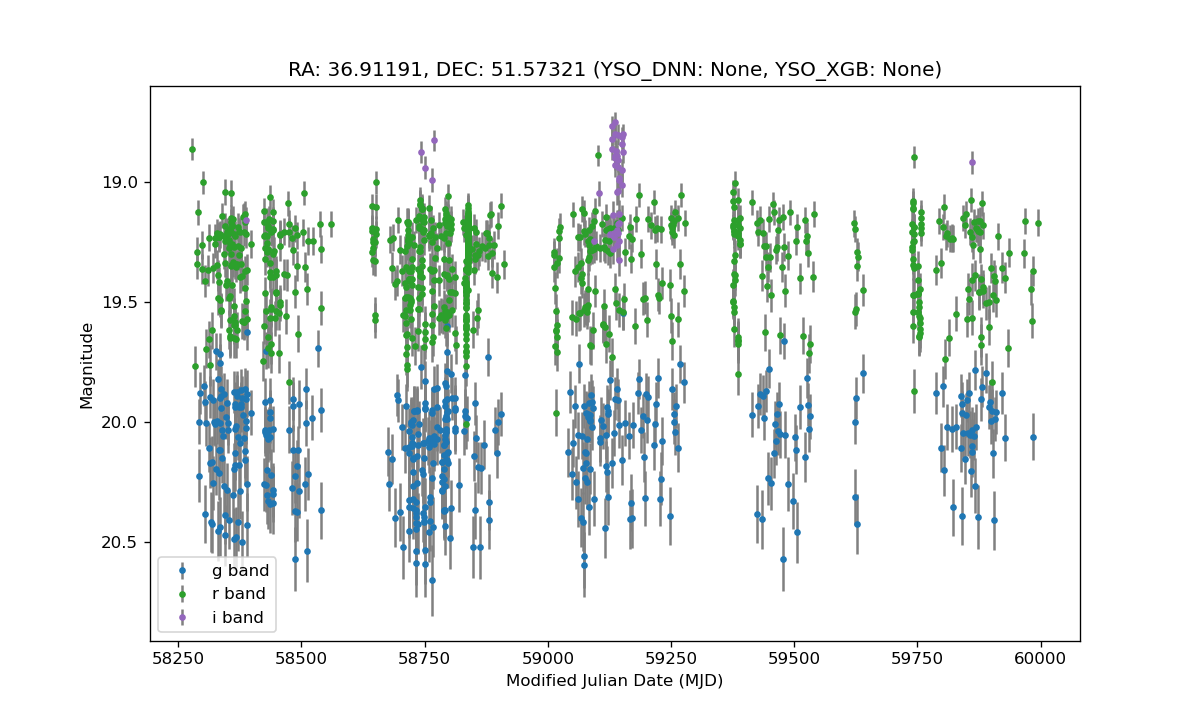 RA: 36.91191, DEC: 51.57321 (YSO_DNN: None, YSO_XGB: None)
Magnitude
19.0
19.5
20.0
20.5
g band
r band
i band
58250 58500 58750 59000 59250 59500 59750 60000
Modified Julian Date (MJD)